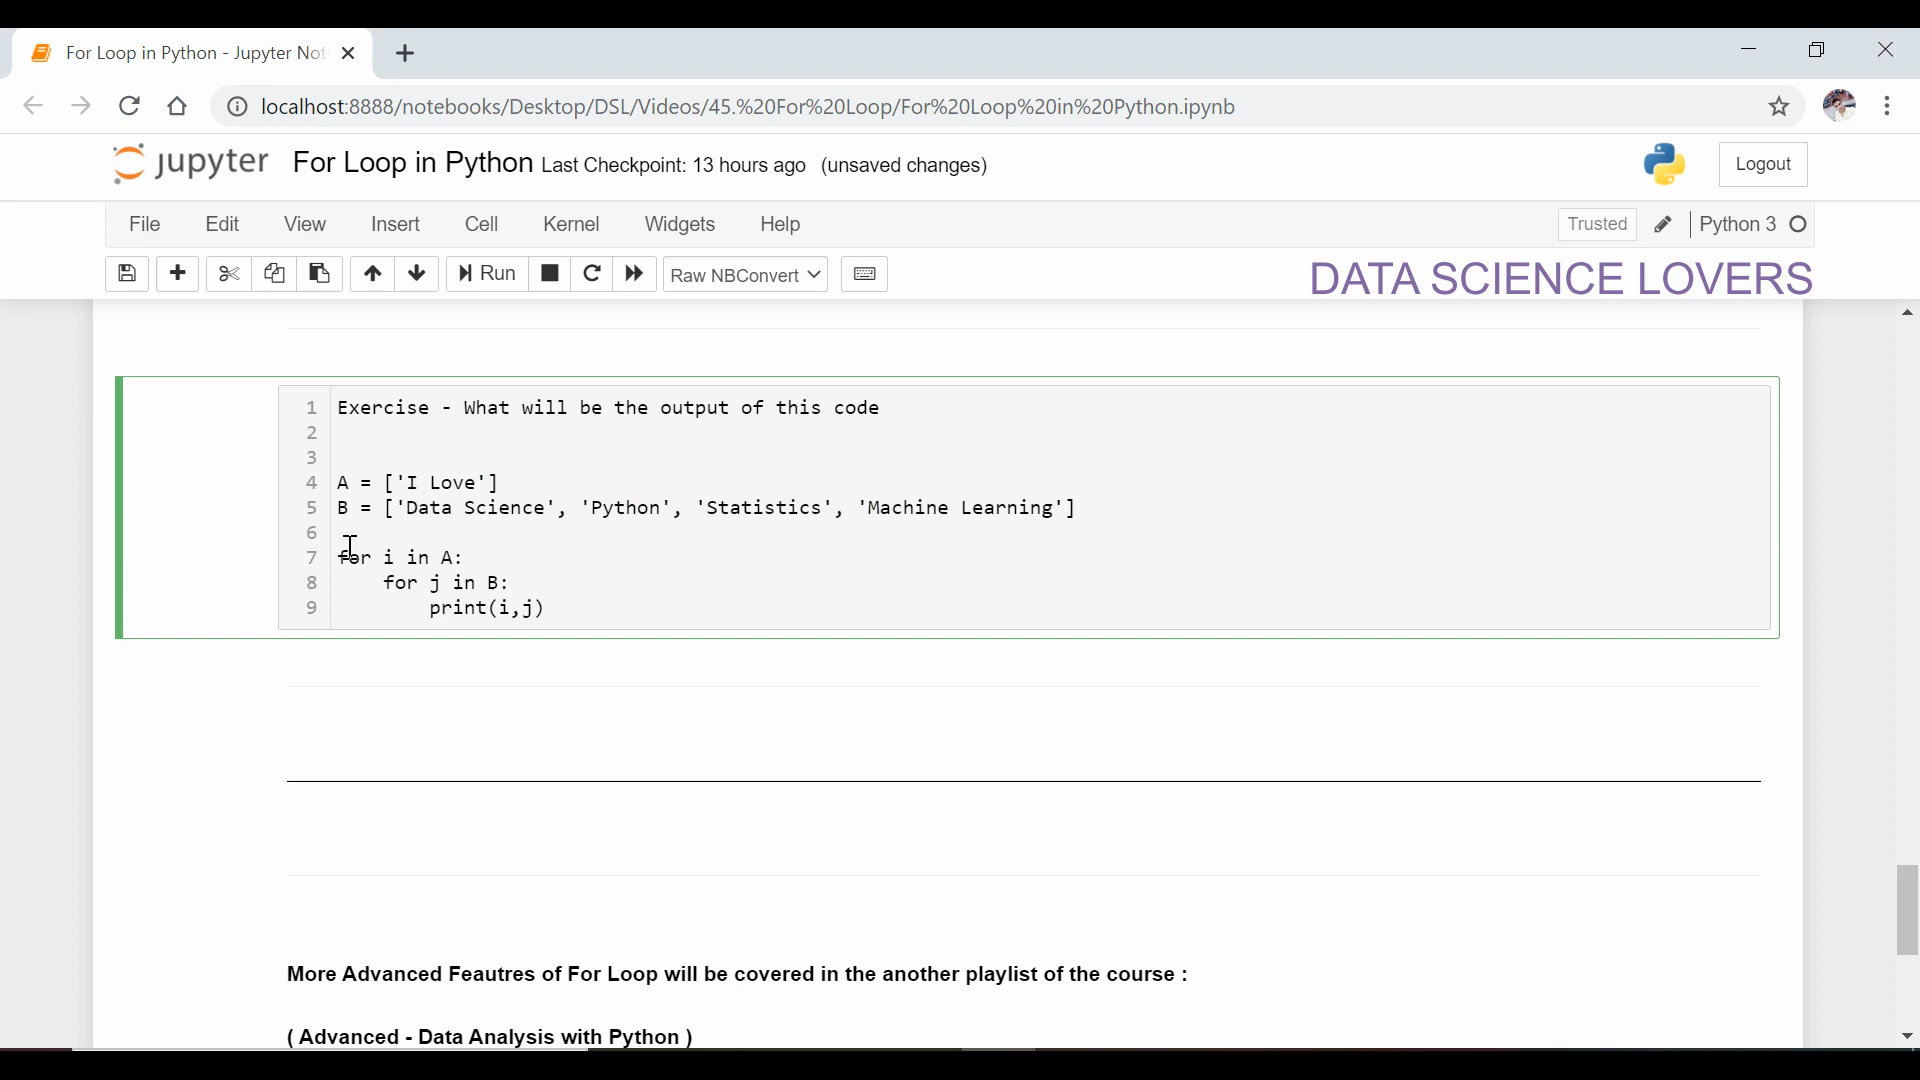 For Loop in Python - Jupyter Not
localhost:8888/notebooks/Desktop/DSL/Videos/45.%20For%20Loop/For%20Loop%20in%20Python.ipynb
jupyter For Loop in Python Last Checkpoint: 13 hours ago (unsaved changes) Logout
File Edit View Insert Cell Kernel Widgets Help Trusted Python 3
Run Raw NBConvert DATA SCIENCE LOVERS
1 Exercise - What will be the output of this code
2
3
4 A = ['I Love']
5 B = ['Data Science', 'Python', 'Statistics', 'Machine Learning']
6
7 for i in A:
8     for j in B:
9         print(i,j)
More Advanced Feautres of For Loop will be covered in the another playlist of the course :
( Advanced - Data Analysis with Python )